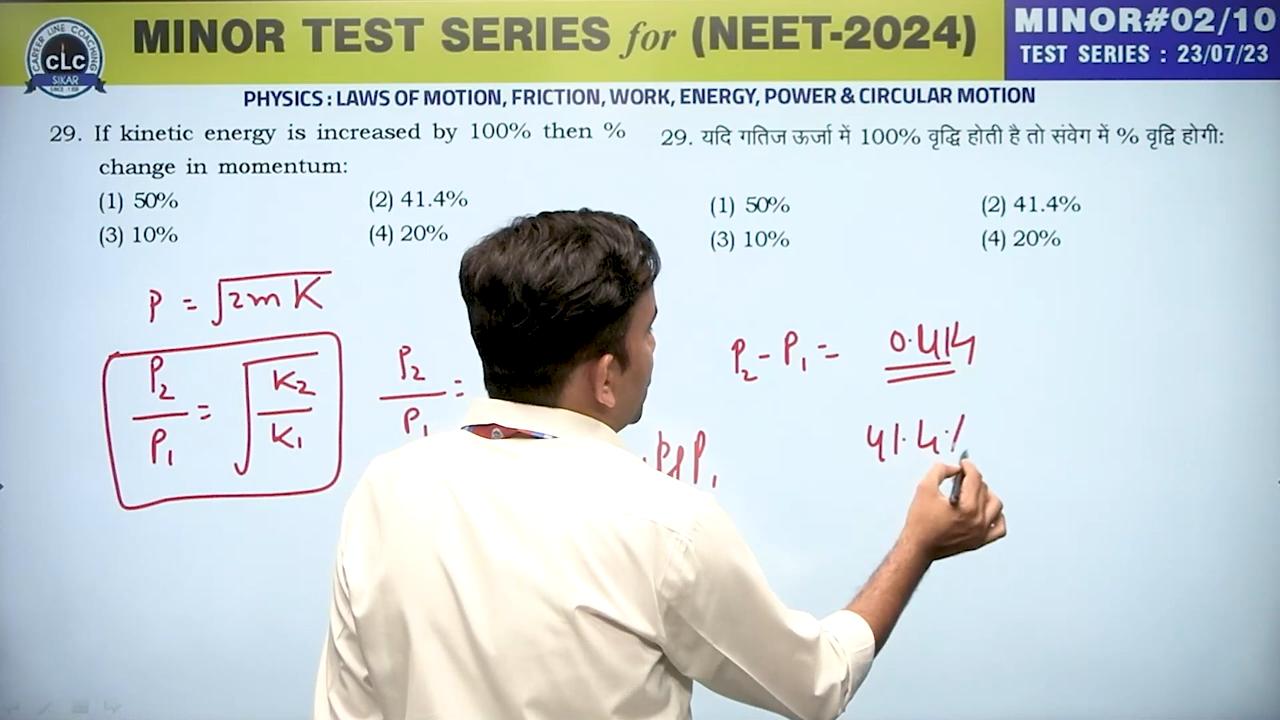 CAREER LINE COACHING
CLC
SIKAR
MINOR TEST SERIES for (NEET-2024)
MINOR#02/10
TEST SERIES : 23/07/23
PHYSICS : LAWS OF MOTION, FRICTION, WORK, ENERGY, POWER & CIRCULAR MOTION
29. If kinetic energy is increased by 100% then %
change in momentum:
(1) 50% (2) 41.4%
(3) 10% (4) 20%
29. यदि गतिज ऊर्जा में 100% वृद्धि होती है तो संवेग में % वृद्वि होगी:
(1) 50% (2) 41.4%
(3) 10% (4) 20%
P = √2mK
P₂/P₁ = √K₂/K₁
P₂/P₁ =
P₁
P₂ - P₁ = 0.414
41.4%